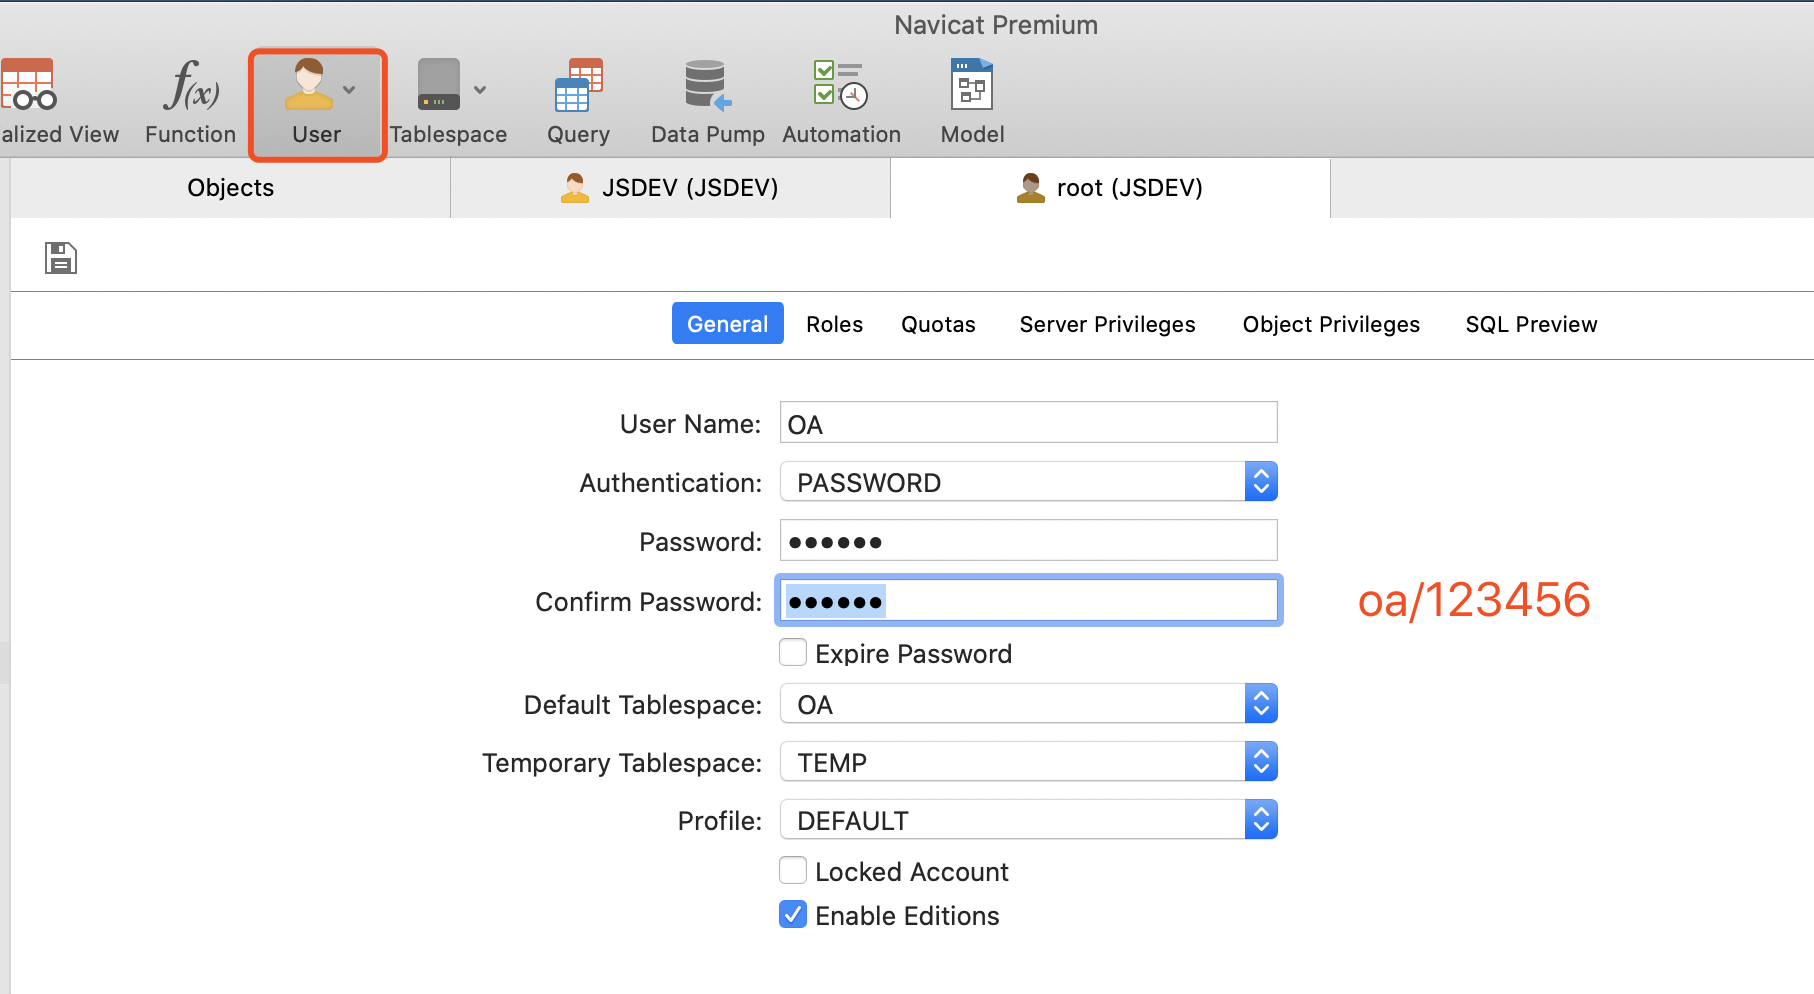 Navicat Premium
alized View Function User Tablespace Query Data Pump Automation Model
Objects JSDEV (JSDEV) root (JSDEV)
General Roles Quotas Server Privileges Object Privileges SQL Preview
User Name: OA
Authentication: PASSWORD
Password: ••••••
Confirm Password: •••••• oa/123456
Expire Password
Default Tablespace: OA
Temporary Tablespace: TEMP
Profile: DEFAULT
Locked Account
Enable Editions